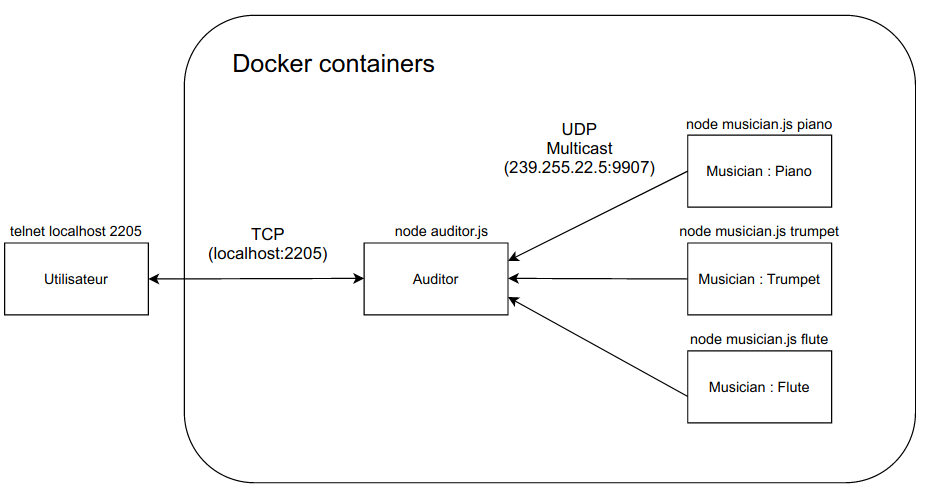 Docker containers
UDP
Multicast
(239.255.22.5:9907)
node musician.js piano
Musician : Piano
telnet localhost 2205
Utilisateur
TCP
(localhost:2205)
node auditor.js
Auditor
node musician.js trumpet
Musician : Trumpet
node musician.js flute
Musician : Flute